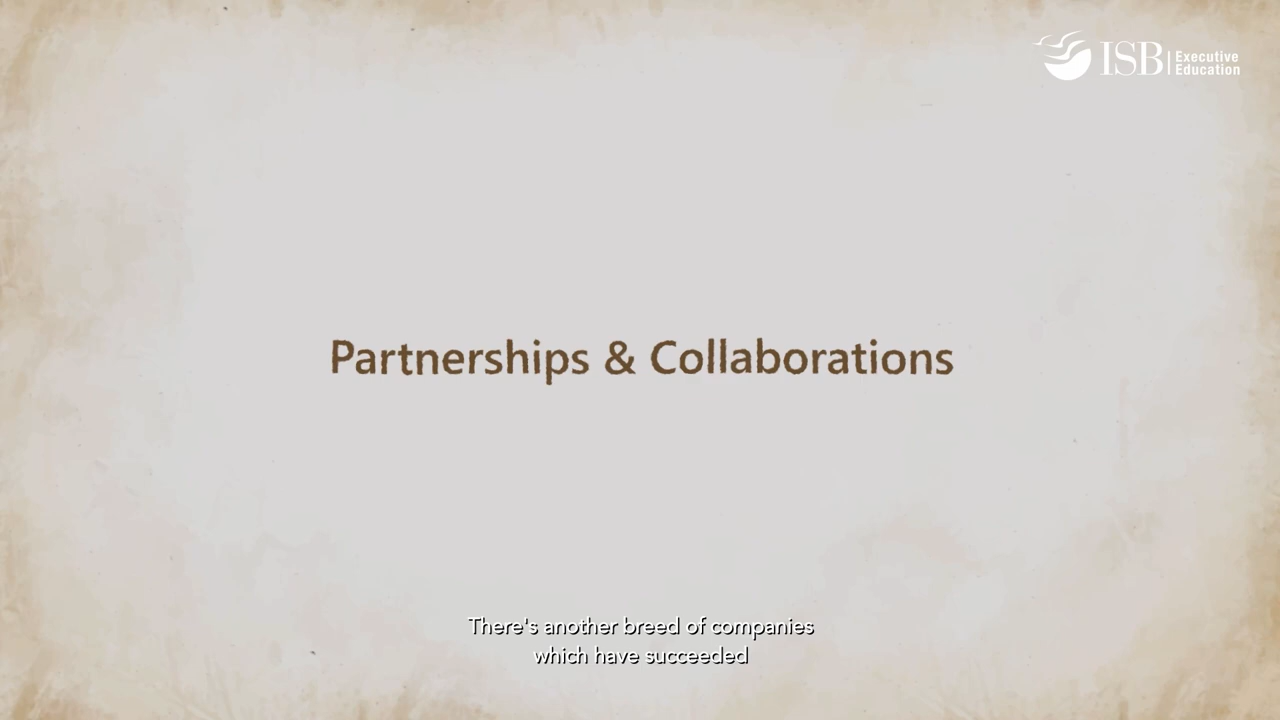 ISB | Executive
Education
Partnerships & Collaborations
There's another breed of companies
which have succeeded